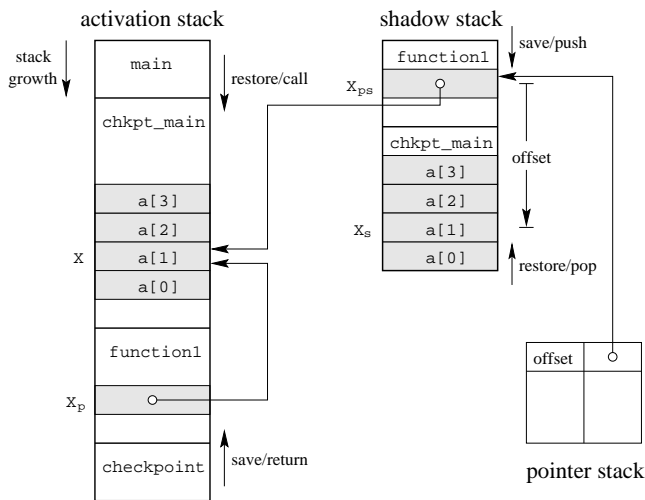 activation stack
stack
growth
main
restore/call
chkpt_main
a[3]
a[2]
X
a[1]
a[0]
function1
Xp
save/return
checkpoint
shadow stack
function1
save/push
Xps
chkpt_main
offset
a[3]
a[2]
Xs
a[1]
a[0]
restore/pop
offset
pointer stack